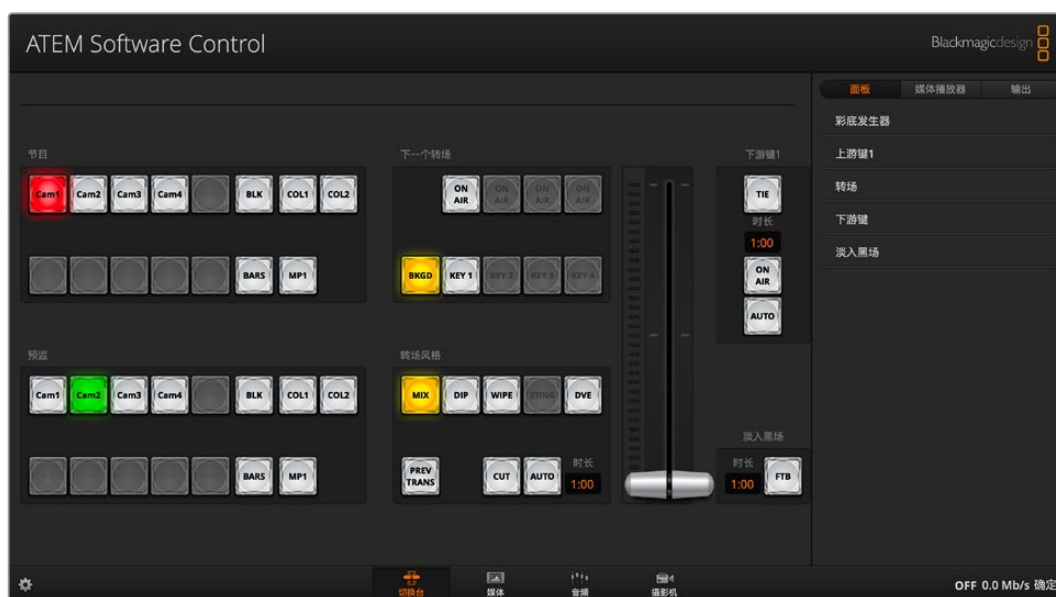 ATEM Software Control
Blackmagicdesign
面板 媒体播放器 输出
彩底发生器
上游键1
转场
下游键
淡入黑场
节目
Cam1 Cam2 Cam3 Cam4 BLK COL1 COL2
BARS MP1
下一个转场
ON AIR ON AIR ON AIR ON AIR
BKGD KEY 1 KEY 2 KEY 3 KEY 4
下游键1
TIE
时长
1:00
ON AIR
AUTO
预监
Cam1 Cam2 Cam3 Cam4 BLK COL1 COL2
BARS MP1
转场风格
MIX DIP WIPE STING DVE
PREV TRANS CUT AUTO 时长 1:00
淡入黑场
时长
1:00 FTB
切换台 媒体 音频 摄影机
OFF 0.0 Mb/s 确定